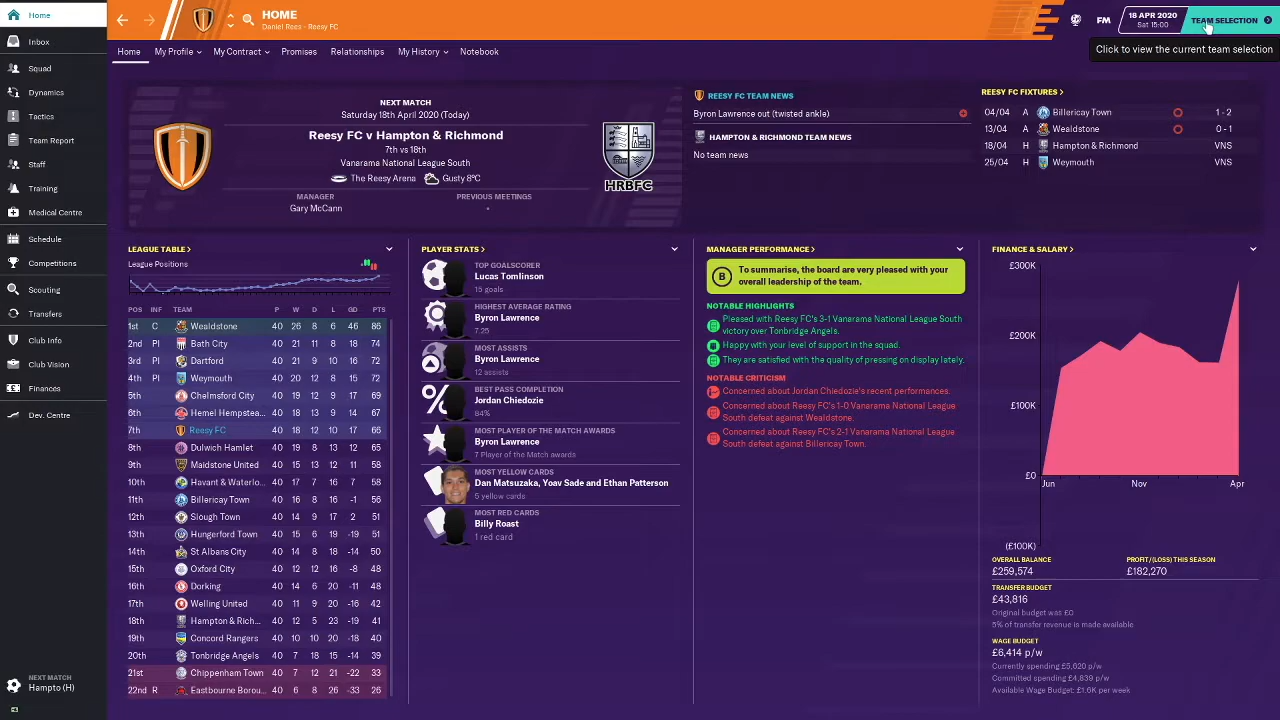 Home
HOME
Daniel Rees - Reesy FC
FM
18 APR 2020
Sat 15:00
TEAM SELECTION
Click to view the current team selection
Home
My Profile
My Contract
Promises
Relationships
My History
Notebook
Inbox
Squad
Dynamics
Tactics
Team Report
Staff
Training
Medical Centre
Schedule
Competitions
Scouting
Transfers
Club Info
Club Vision
Finances
Dev. Centre
NEXT MATCH
Hampto (H)
NEXT MATCH
Saturday 18th April 2020 (Today)
Reesy FC v Hampton & Richmond
7th vs 18th
Vanarama National League South
The Reesy Arena
Gusty 8°C
MANAGER
Gary McCann
PREVIOUS MEETINGS
-
HRBFC
REESY FC TEAM NEWS
Byron Lawrence out (twisted ankle)
HAMPTON & RICHMOND TEAM NEWS
No team news
REESY FC FIXTURES
04/04 A Billericay Town 1 - 2
13/04 A Wealdstone 0 - 1
18/04 H Hampton & Richmond VNS
25/04 H Weymouth VNS
LEAGUE TABLE
League Positions
POS INF TEAM P W D L GD PTS
1st C Wealdstone 40 26 8 6 46 86
2nd PI Bath City 40 21 11 8 18 74
3rd PI Dartford 40 21 9 10 16 72
4th PI Weymouth 40 20 12 8 15 72
5th Chelmsford City 40 19 12 9 17 69
6th Hemel Hempstea... 40 18 13 9 14 67
7th Reesy FC 40 18 12 10 17 66
8th Dulwich Hamlet 40 19 8 13 12 65
9th Maidstone United 40 15 13 12 11 58
10th Havant & Waterlo... 40 17 7 16 7 58
11th Billericay Town 40 16 8 16 -1 56
12th Slough Town 40 14 9 17 2 51
13th Hungerford Town 40 15 6 19 -19 51
14th St Albans City 40 14 8 18 -14 50
15th Oxford City 40 12 12 16 -8 48
16th Dorking 40 14 6 20 -11 48
17th Welling United 40 11 9 20 -16 42
18th Hampton & Rich... 40 12 5 23 -19 41
19th Concord Rangers 40 10 10 20 -18 40
20th Tonbridge Angels 40 7 18 15 -14 39
21st Chippenham Town 40 7 12 21 -22 33
22nd R Eastbourne Borou... 40 6 8 26 -33 26
PLAYER STATS
TOP GOALSCORER
Lucas Tomlinson
15 goals
HIGHEST AVERAGE RATING
Byron Lawrence
7.25
MOST ASSISTS
Byron Lawrence
12 assists
BEST PASS COMPLETION
Jordan Chiedozie
84%
MOST PLAYER OF THE MATCH AWARDS
Byron Lawrence
7 Player of the Match awards
MOST YELLOW CARDS
Dan Matsuzaka, Yoav Sade and Ethan Patterson
5 yellow cards
MOST RED CARDS
Billy Roast
1 red card
MANAGER PERFORMANCE
B
To summarise, the board are very pleased with your
overall leadership of the team.
NOTABLE HIGHLIGHTS
Pleased with Reesy FC's 3-1 Vanarama National League South
victory over Tonbridge Angels.
Happy with your level of support in the squad.
They are satisfied with the quality of pressing on display lately.
NOTABLE CRITICISM
Concerned about Jordan Chiedozie's recent performances.
Concerned about Reesy FC's 1-0 Vanarama National League
South defeat against Wealdstone.
Concerned about Reesy FC's 2-1 Vanarama National League
South defeat against Billericay Town.
FINANCE & SALARY
£300K
£200K
£100K
£0
(£100K)
Jun Nov Apr
OVERALL BALANCE
£259,574
PROFIT/(LOSS) THIS SEASON
£182,270
TRANSFER BUDGET
£43,816
Original budget was £0
5% of transfer revenue is made available
WAGE BUDGET
£6,414 p/w
Currently spending £5,620 p/w
Committed spending £4,839 p/w
Available Wage Budget: £1.6K per week